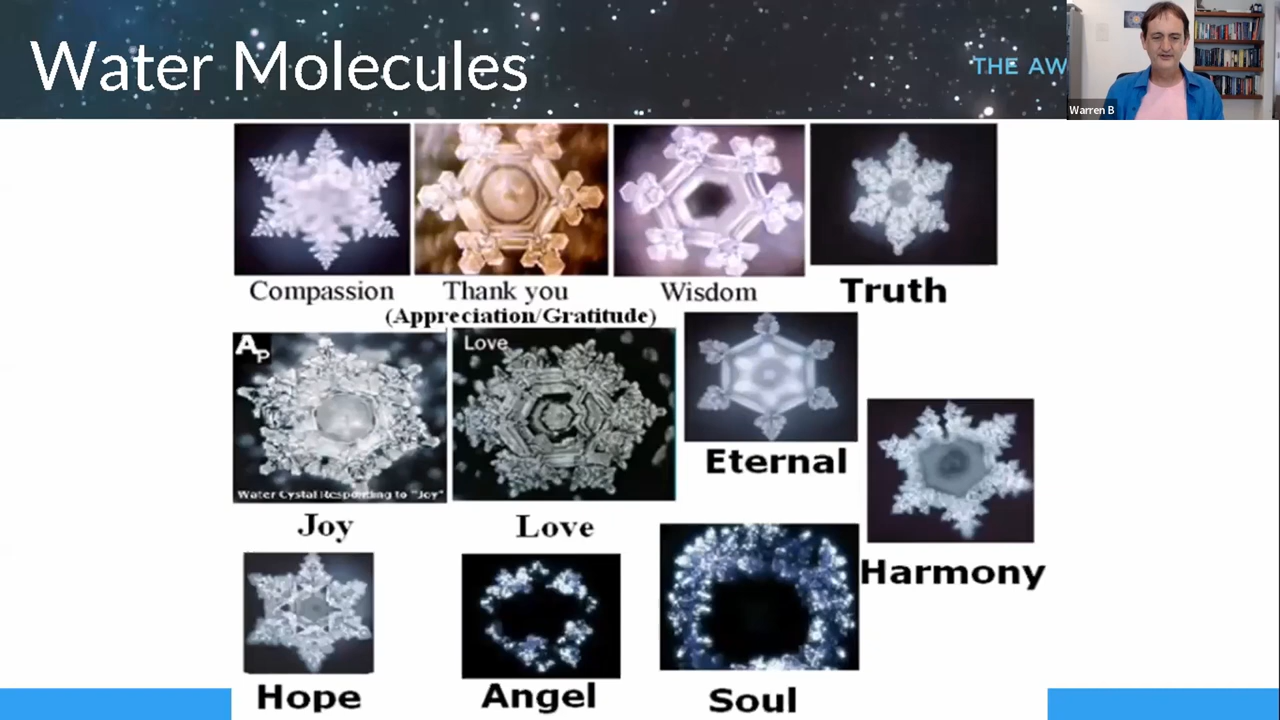 Water Molecules
THE AW
Warren B
Compassion
Thank you
(Appreciation/Gratitude)
Wisdom
Truth
AP
Water Crystal Responding to "Joy"
Joy
Love
Love
Eternal
Harmony
Hope
Angel
Soul